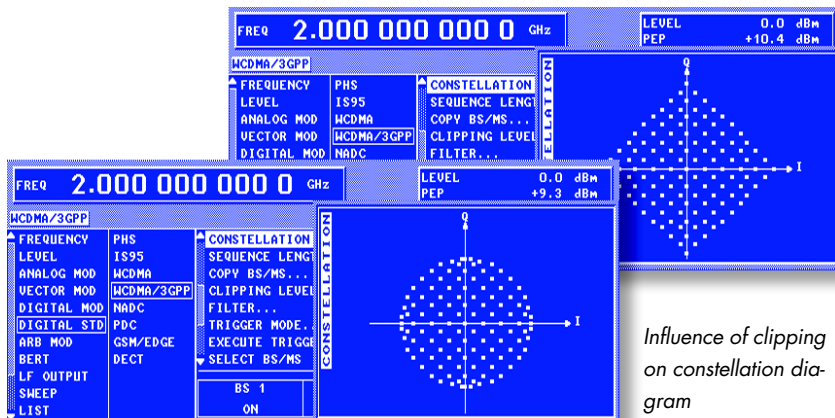 FREQ 2.000 000 000 0 GHz
LEVEL 0.0 dBm
PEP +10.4 dBm
WCDMA/3GPP
FREQUENCY PHS CONSTELLATION
LEVEL IS95 SEQUENCE LENGT
ANALOG MOD WCDMA COPY BS/MS...
VECTOR MOD WCDMA/3GPP CLIPPING LEVEL
DIGITAL MOD NADC FILTER...
ELLATION
Q
I
FREQ 2.000 000 000 0 GHz
LEVEL 0.0 dBm
PEP +9.3 dBm
WCDMA/3GPP
FREQUENCY PHS CONSTELLATION
LEVEL IS95 SEQUENCE LENGT
ANALOG MOD WCDMA COPY BS/MS...
VECTOR MOD WCDMA/3GPP CLIPPING LEVEL
DIGITAL MOD NADC FILTER...
DIGITAL STD PDC TRIGGER MODE..
ARB MOD GSM/EDGE EXECUTE TRIGGE
BERT DECT SELECT BS/MS
LF OUTPUT
SWEEP BS 1
LIST ON
CONSTELLATION
Q
I
Influence of clipping
on constellation dia-
gram